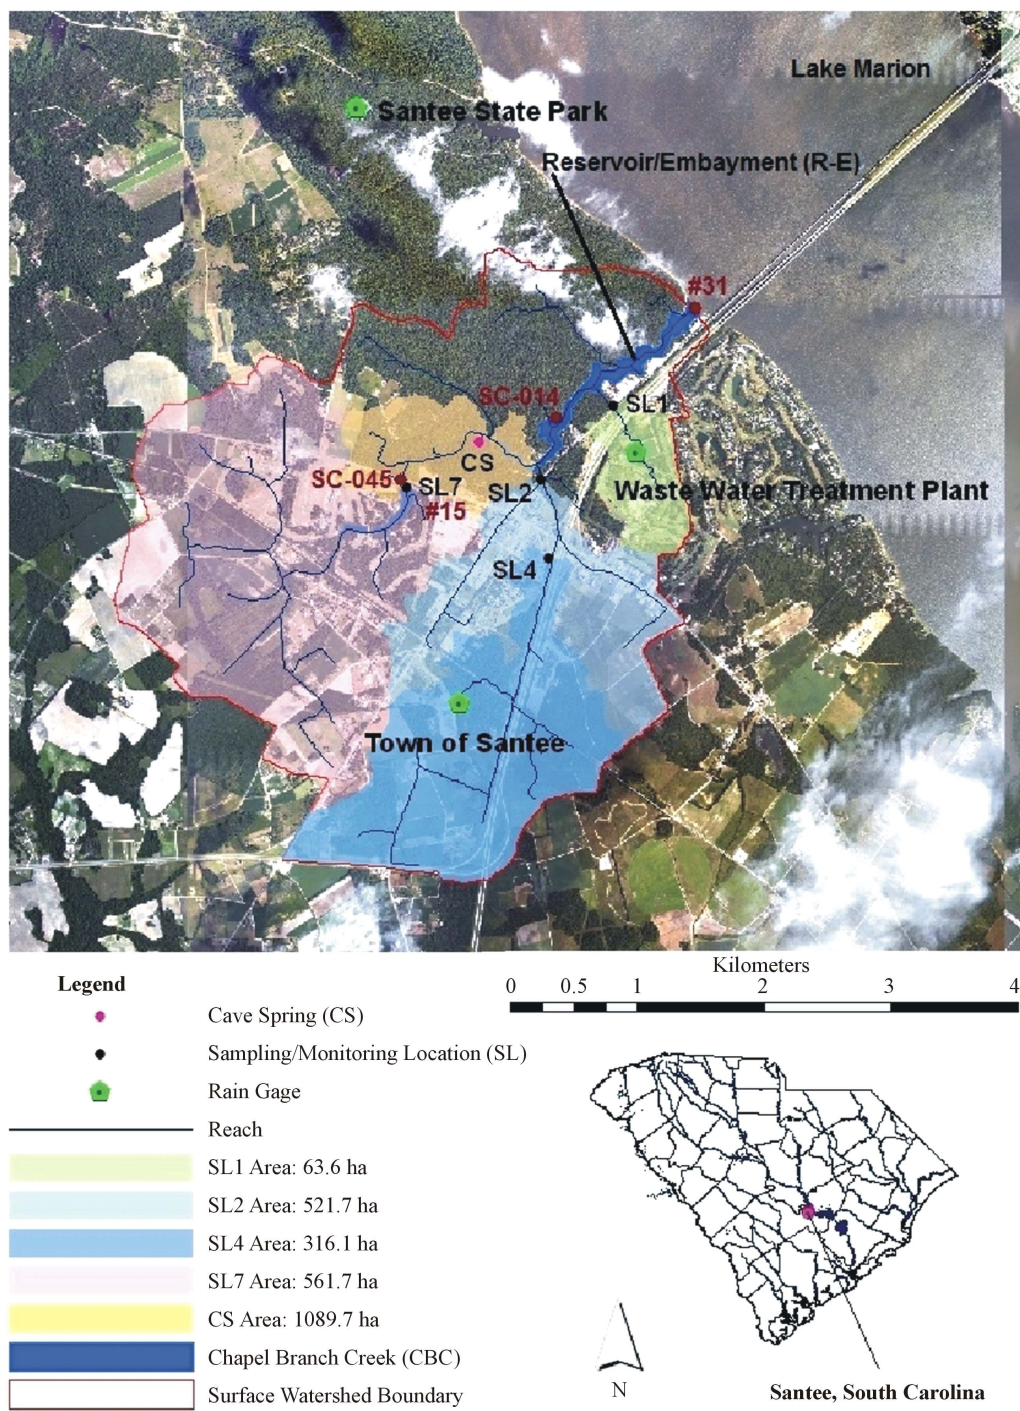 Lake Marion
Santee State Park
Reservoir/Embayment (R-E)
#31
SC-014
SL1
CS
SC-045
SL7
SL2
Waste Water Treatment Plant
#15
SL4
Town of Santee
Kilometers
0 0.5 1 2 3 4
Legend
Cave Spring (CS)
Sampling/Monitoring Location (SL)
Rain Gage
Reach
SL1 Area: 63.6 ha
SL2 Area: 521.7 ha
SL4 Area: 316.1 ha
SL7 Area: 561.7 ha
CS Area: 1089.7 ha
Chapel Branch Creek (CBC)
Surface Watershed Boundary
N
Santee, South Carolina